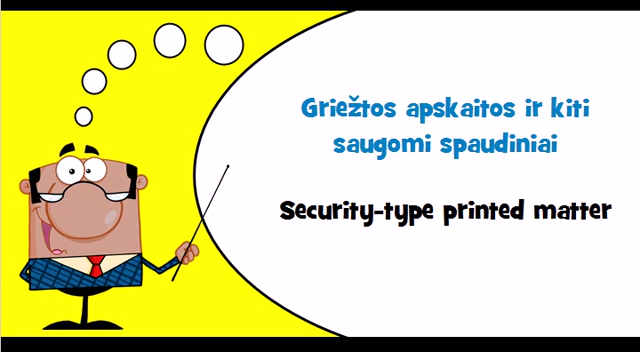 Griežtos apskaitos ir kiti
saugomi spaudiniai
Security-type printed matter